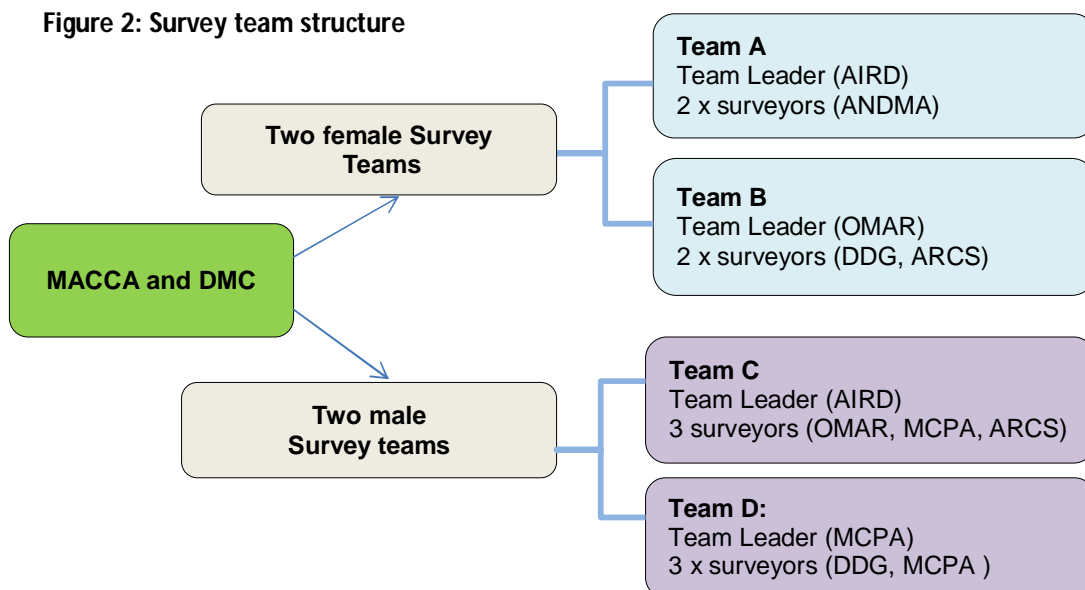 Figure 2: Survey team structure
MACCA and DMC
Two female Survey
Teams
Team A
Team Leader (AIRD)
2 x surveyors (ANDMA)
Team B
Team Leader (OMAR)
2 x surveyors (DDG, ARCS)
Two male
Survey teams
Team C
Team Leader (AIRD)
3 surveyors (OMAR, MCPA, ARCS)
Team D:
Team Leader (MCPA)
3 x surveyors (DDG, MCPA )